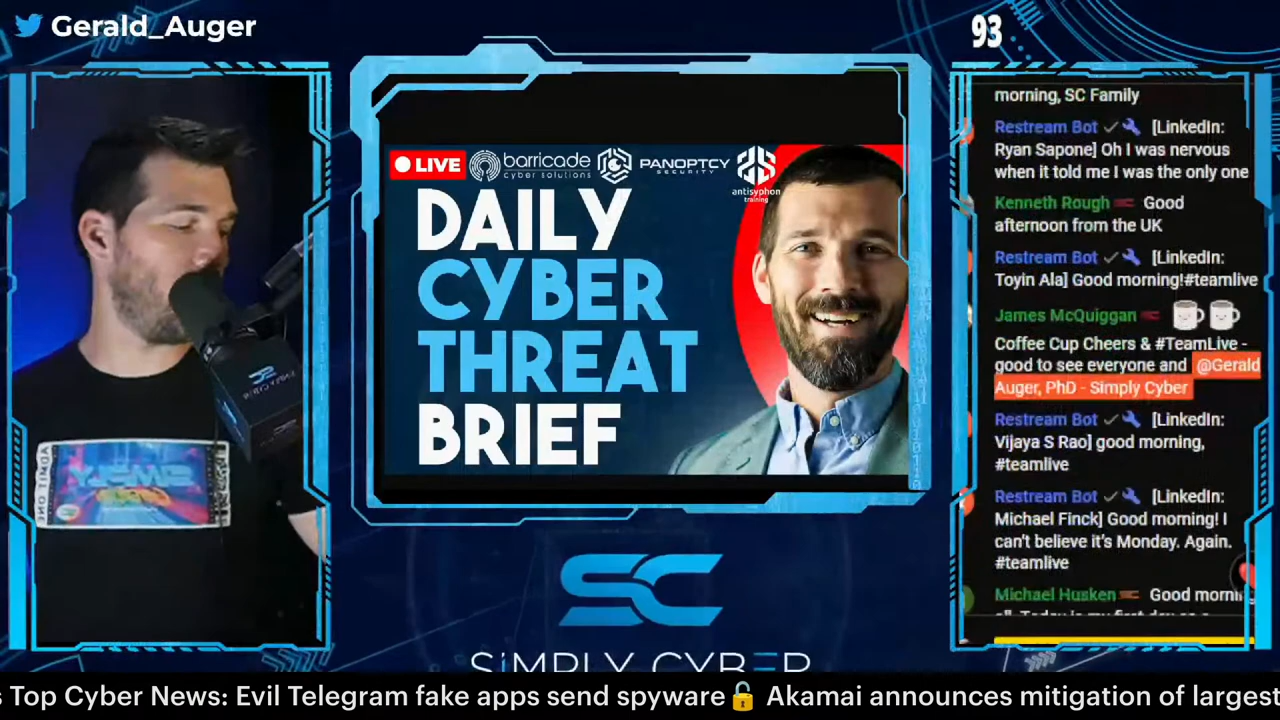 Gerald_Auger
93
LIVE
barricade
cyber solutions
PANOPTCY
SECURITY
antisyphon
training
DAILY
CYBER
THREAT
BRIEF
SC
SIMPLY CYBER
morning, SC Family
Restream Bot [LinkedIn:
Ryan Sapone] Oh I was nervous
when it told me I was the only one
Kenneth Rough Good
afternoon from the UK
Restream Bot [LinkedIn:
Toyin Ala] Good morning!#teamlive
James McQuiggan
Coffee Cup Cheers & #TeamLive -
good to see everyone and @Gerald
Auger, PhD - Simply Cyber
Restream Bot [LinkedIn:
Vijaya S Rao] good morning,
#teamlive
Restream Bot [LinkedIn:
Michael Finck] Good morning! I
can't believe it's Monday. Again.
#teamlive
Michael Husken Good morning
s Top Cyber News: Evil Telegram fake apps send spyware🔓 Akamai announces mitigation of largest